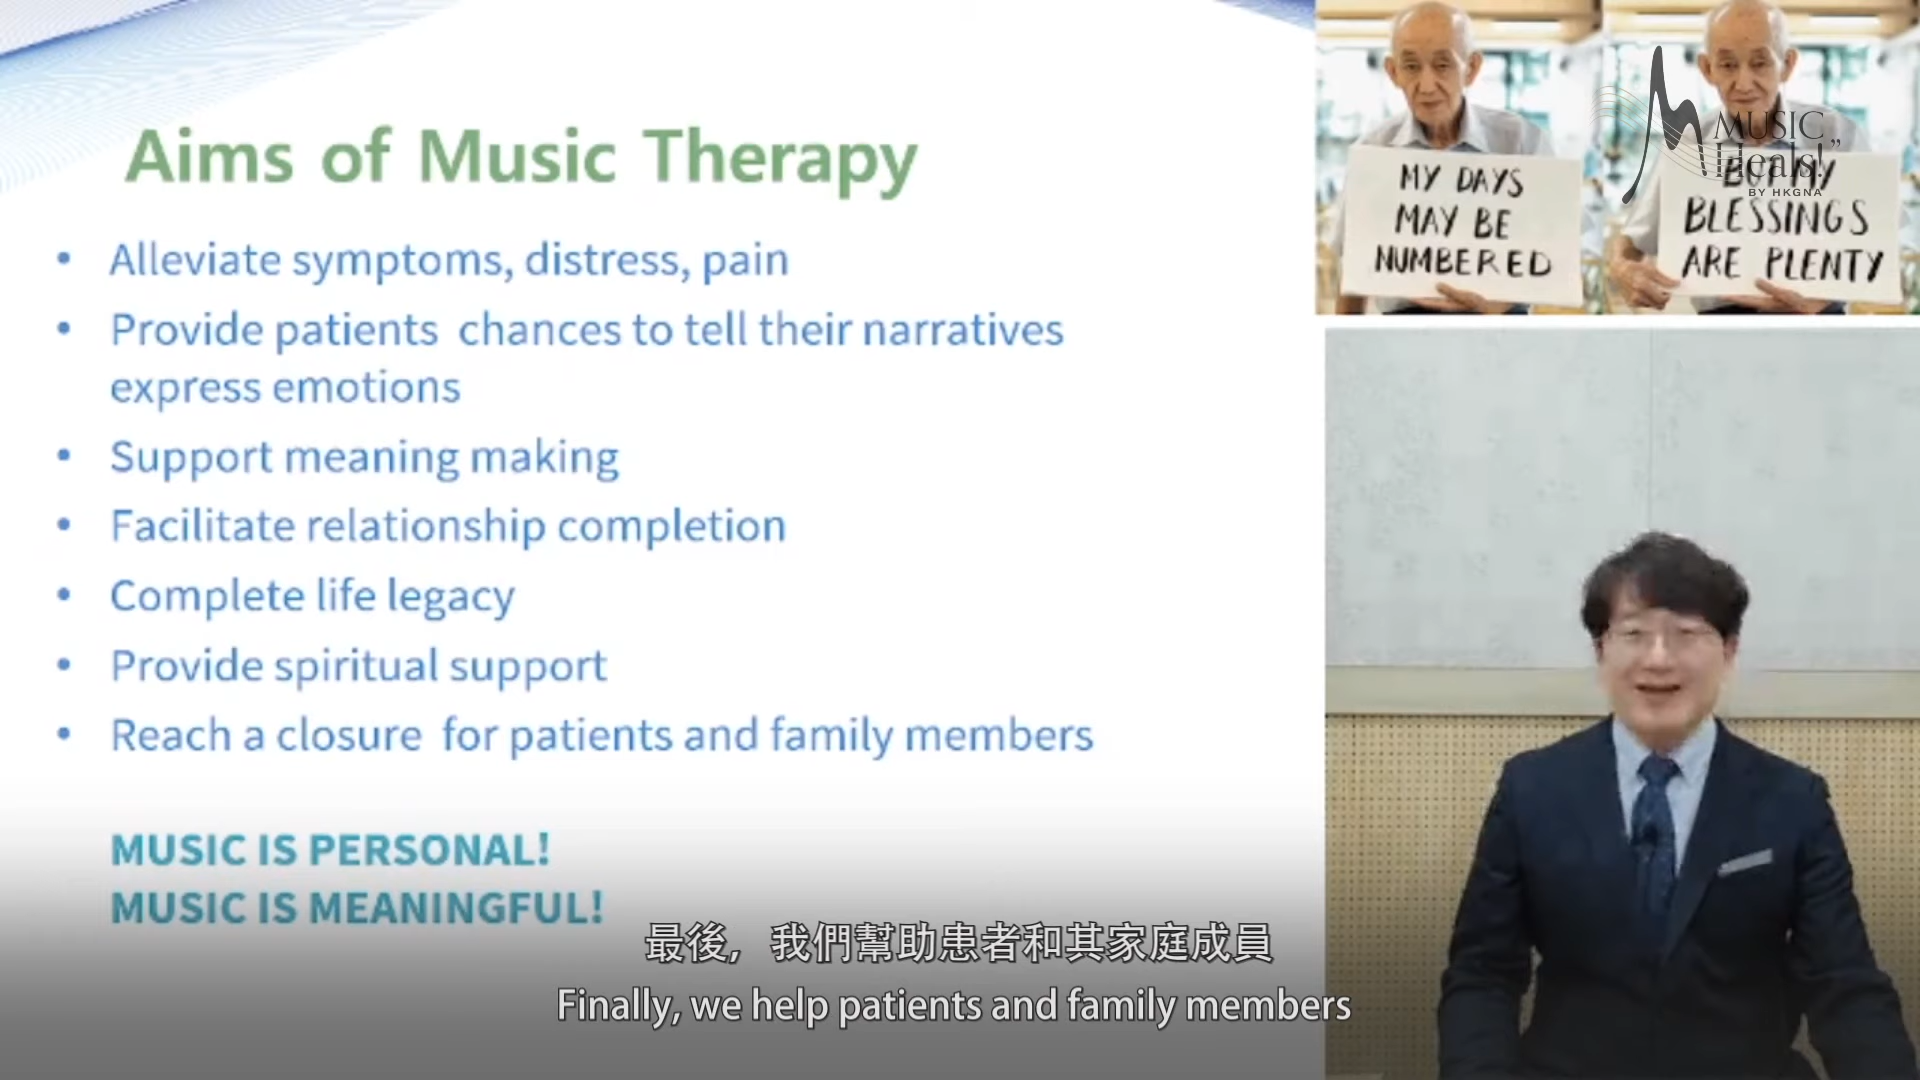 Aims of Music Therapy
• Alleviate symptoms, distress, pain
• Provide patients chances to tell their narratives
express emotions
• Support meaning making
• Facilitate relationship completion
• Complete life legacy
• Provide spiritual support
• Reach a closure for patients and family members
MUSIC IS PERSONAL!
MUSIC IS MEANINGFUL!
MY DAYS
MAY BE
NUMBERED
BUT MY
BLESSINGS
ARE PLENTY
MUSIC
Heals!”
BY HKGNA
最後，我們幫助患者和其家庭成員
Finally, we help patients and family members